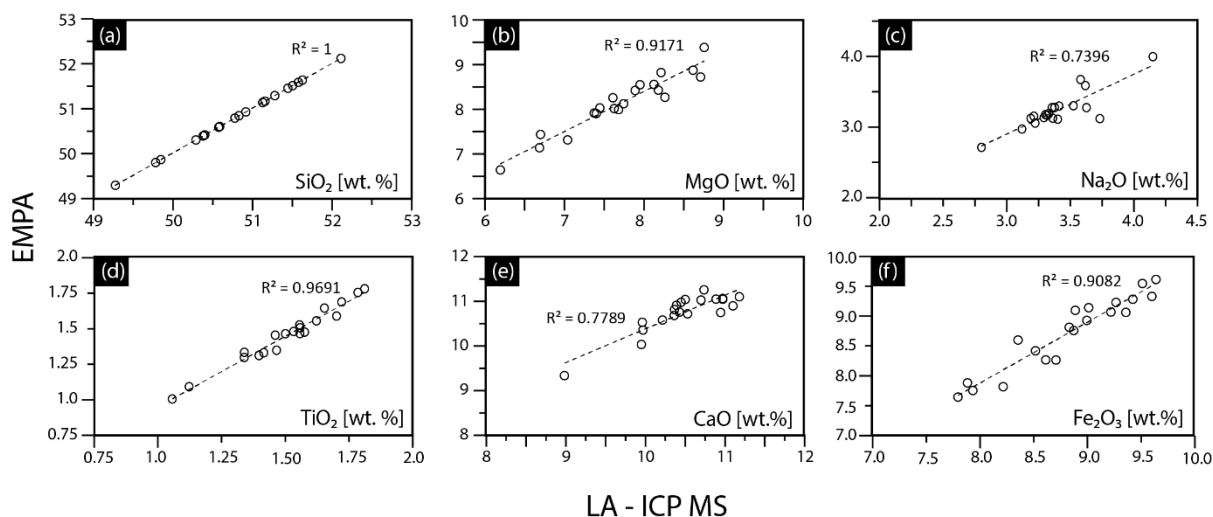 (a)
53
52
51
50
49
R² = 1
SiO₂ [wt. %]
49 50 51 52 53
(b)
10
9
8
7
6
R² = 0.9171
MgO [wt. %]
6 7 8 9 10
(c)
4.0
3.0
2.0
R² = 0.7396
Na₂O [wt. %]
2.0 2.5 3.0 3.5 4.0 4.5
EMPA
(d)
2.0
1.75
1.5
1.25
1.0
0.75
R² = 0.9691
TiO₂ [wt. %]
0.75 1.0 1.25 1.50 1.75 2.0
(e)
12
11
10
9
8
R² = 0.7789
CaO [wt.%]
8 9 10 11 12
(f)
10.0
9.5
9.0
8.5
8.0
7.5
7.0
R² = 0.9082
Fe₂O₃ [wt. %]
7.0 7.5 8.0 8.5 9.0 9.5 10.0
LA - ICP MS